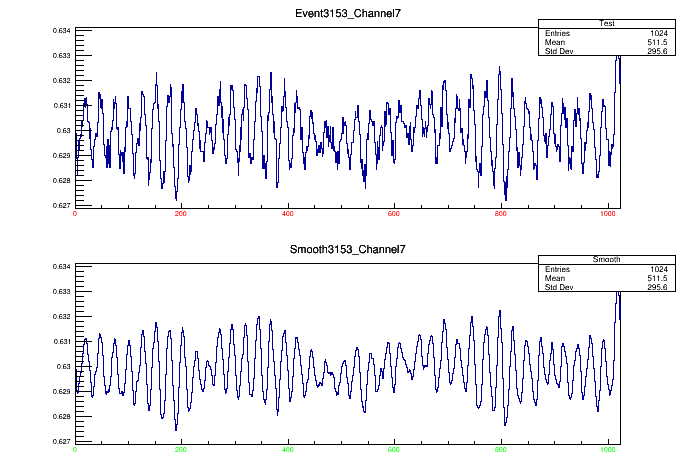 Event3153_Channel7
Test
Entries 1024
Mean 511.5
Std Dev 295.6
0.634
0.633
0.632
0.631
0.63
0.629
0.628
0.627
0 200 400 600 800 1000
Smooth3153_Channel7
Smooth
Entries 1024
Mean 511.5
Std Dev 295.6
0.634
0.633
0.632
0.631
0.63
0.629
0.628
0.627
0 200 400 600 800 1000